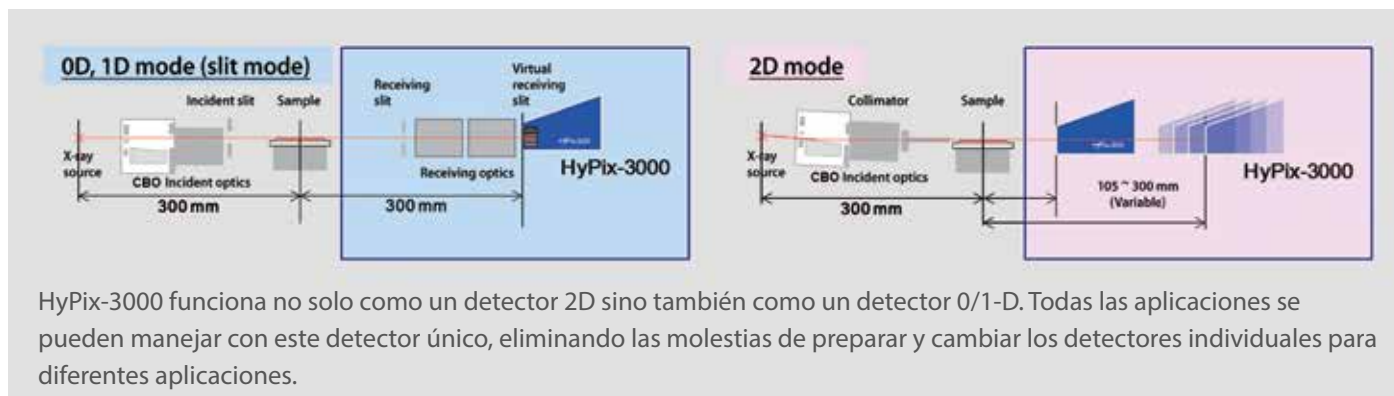 0D, 1D mode (slit mode)
Incident slit
Sample
Receiving
slit
Virtual
receiving
slit
X-ray
source
CBO Incident optics
Receiving optics
HyPix-3000
300 mm
300 mm
2D mode
Collimator
Sample
X-ray
source
CBO Incident optics
HyPix-3000
300 mm
105 ~ 300 mm
(Variable)
HyPix-3000 funciona no solo como un detector 2D sino también como un detector 0/1-D. Todas las aplicaciones se
pueden manejar con este detector único, eliminando las molestias de preparar y cambiar los detectores individuales para
diferentes aplicaciones.